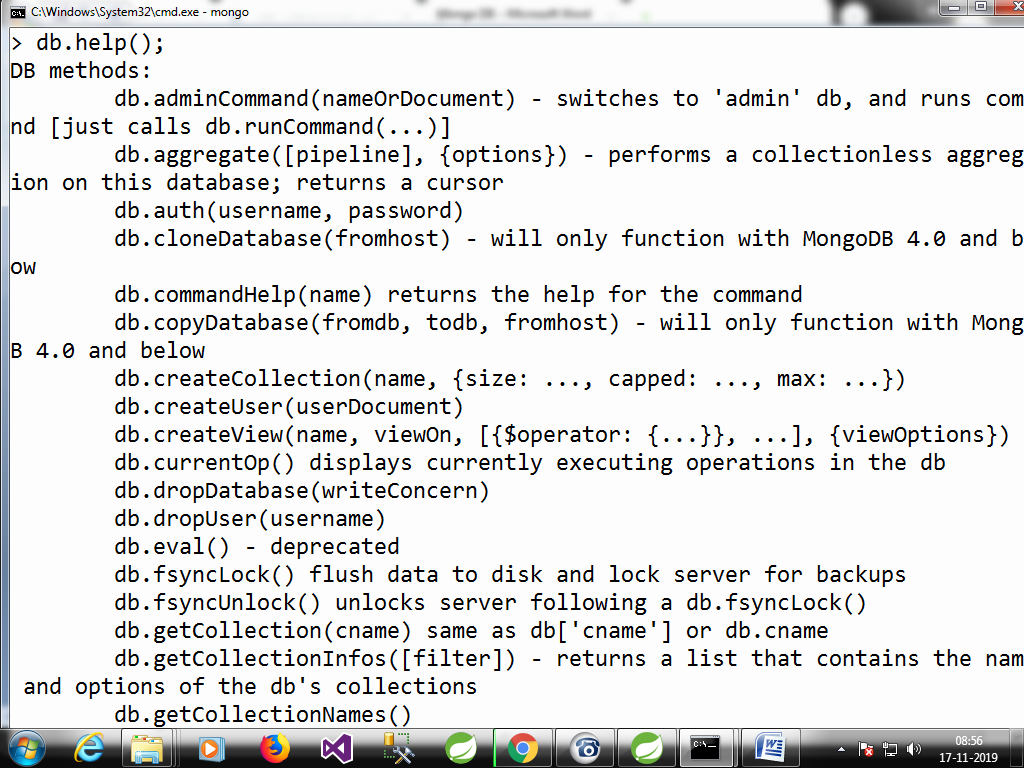 C:\Windows\System32\cmd.exe - mongo
> db.help();
DB methods:
db.adminCommand(nameOrDocument) - switches to 'admin' db, and runs com
nd [just calls db.runCommand(...)]
db.aggregate([pipeline], {options}) - performs a collectionless aggreg
ion on this database; returns a cursor
db.auth(username, password)
db.cloneDatabase(fromhost) - will only function with MongoDB 4.0 and b
ow
db.commandHelp(name) returns the help for the command
db.copyDatabase(fromdb, todb, fromhost) - will only function with Mong
B 4.0 and below
db.createCollection(name, {size: ..., capped: ..., max: ...})
db.createUser(userDocument)
db.createView(name, viewOn, [{$operator: {...}}, ...], {viewOptions})
db.currentOp() displays currently executing operations in the db
db.dropDatabase(writeConcern)
db.dropUser(username)
db.eval() - deprecated
db.fsyncLock() flush data to disk and lock server for backups
db.fsyncUnlock() unlocks server following a db.fsyncLock()
db.getCollection(cname) same as db['cname'] or db.cname
db.getCollectionInfos([filter]) - returns a list that contains the nam
and options of the db's collections
db.getCollectionNames()
08:56
17-11-2019